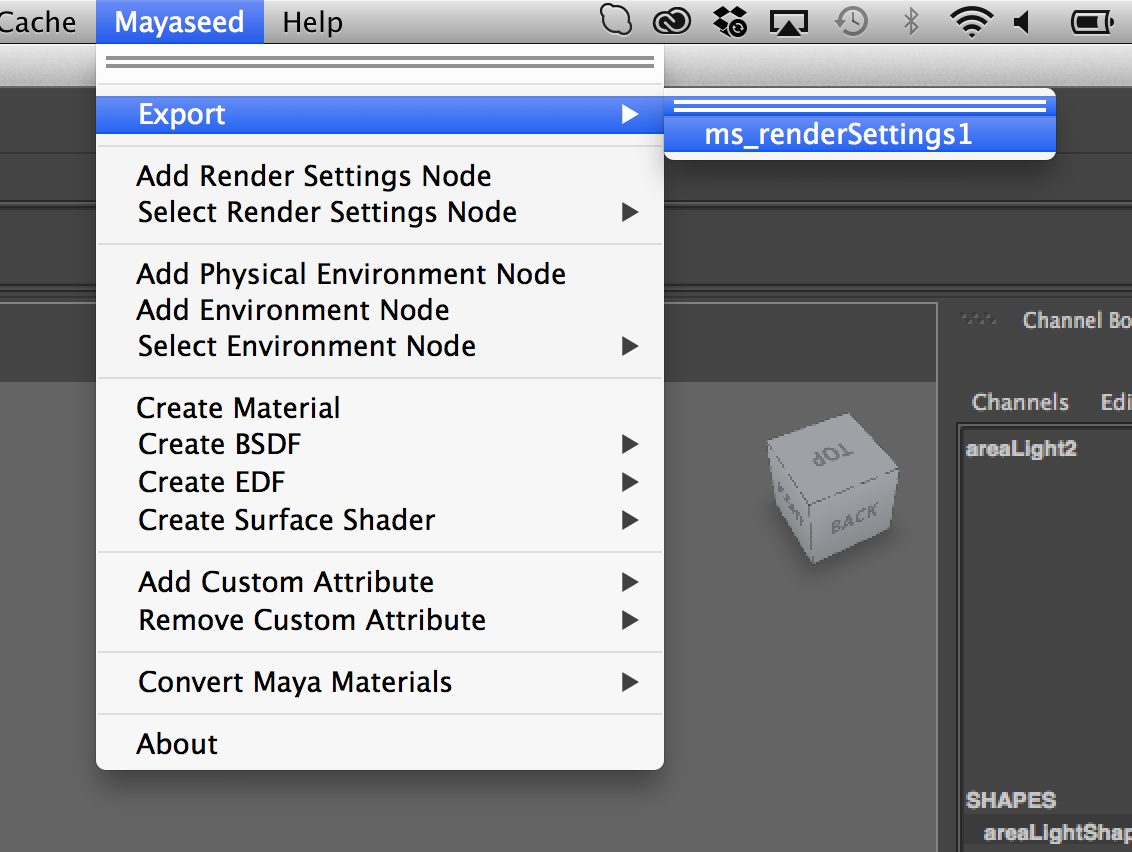 Cache Mayaseed Help
Export
ms_renderSettings1
Add Render Settings Node
Select Render Settings Node
Add Physical Environment Node
Add Environment Node
Select Environment Node
Channel Bo
Create Material
Create BSDF
Create EDF
Create Surface Shader
Channels Edi
areaLight2
TOP
BACK
Add Custom Attribute
Remove Custom Attribute
Convert Maya Materials
About
SHAPES
areaLightShap